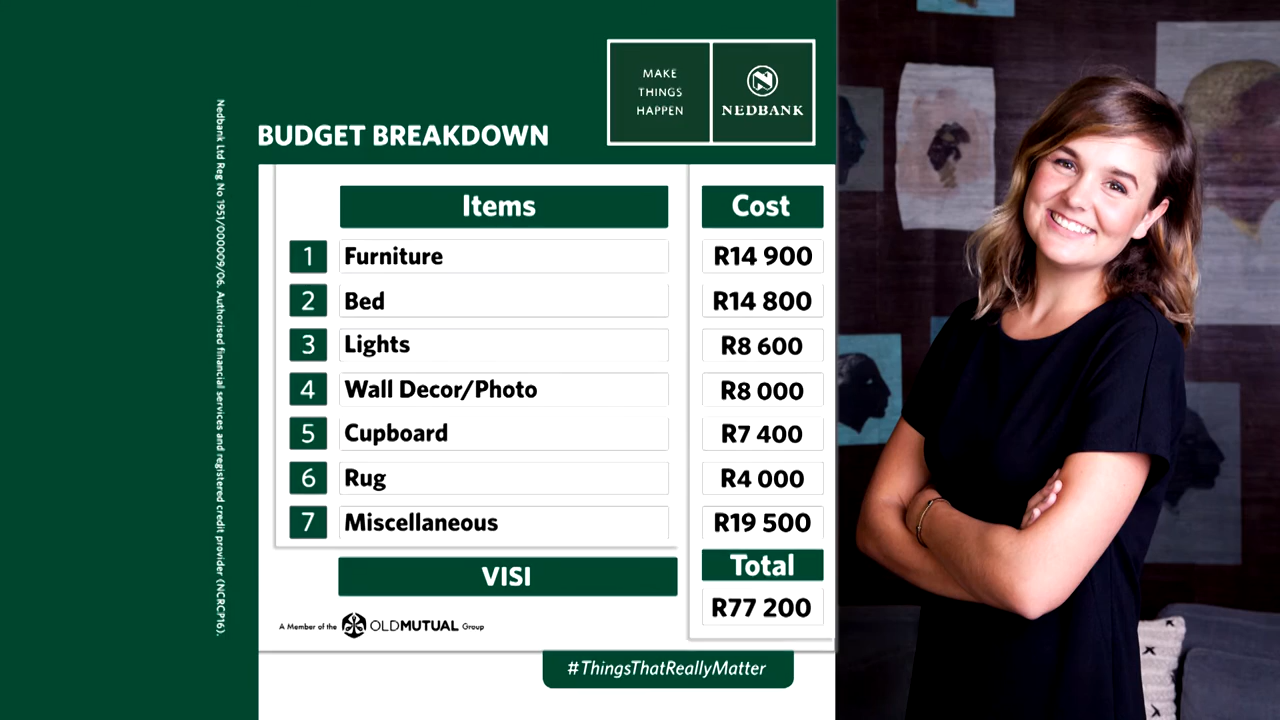 MAKE
THINGS
HAPPEN
NEDBANK
BUDGET BREAKDOWN
Items Cost
1 Furniture R14 900
2 Bed R14 800
3 Lights R8 600
4 Wall Decor/Photo R8 000
5 Cupboard R7 400
6 Rug R4 000
7 Miscellaneous R19 500
VISI Total
R77 200
A Member of the OLDMUTUAL Group
#ThingsThatReallyMatter
Nedbank Ltd Reg No 1951/000009/06. Authorised financial services and registered credit provider (NCRCP16).